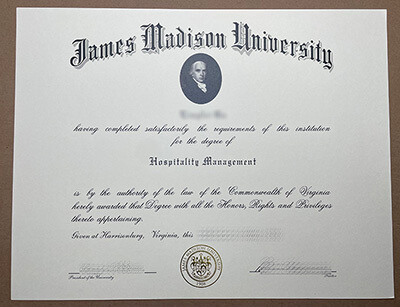 James Madison University
having completed satisfactorily the requirements of this institution
for the degree of
Hospitality Management
is by the authority of the law of the Commonwealth of Virginia
hereby awarded that Degree with all the Honors, Rights and Privileges
thereto appertaining.
Given at Harrisonburg, Virginia, this
President of the University
Rector